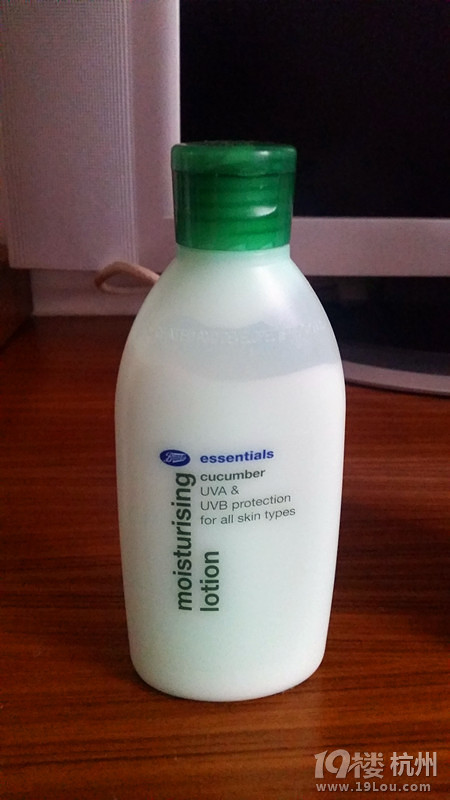 Boots
essentials
cucumber
UVA &
UVB protection
for all skin types
moisturising
lotion
19楼 杭州
www.19Lou.com